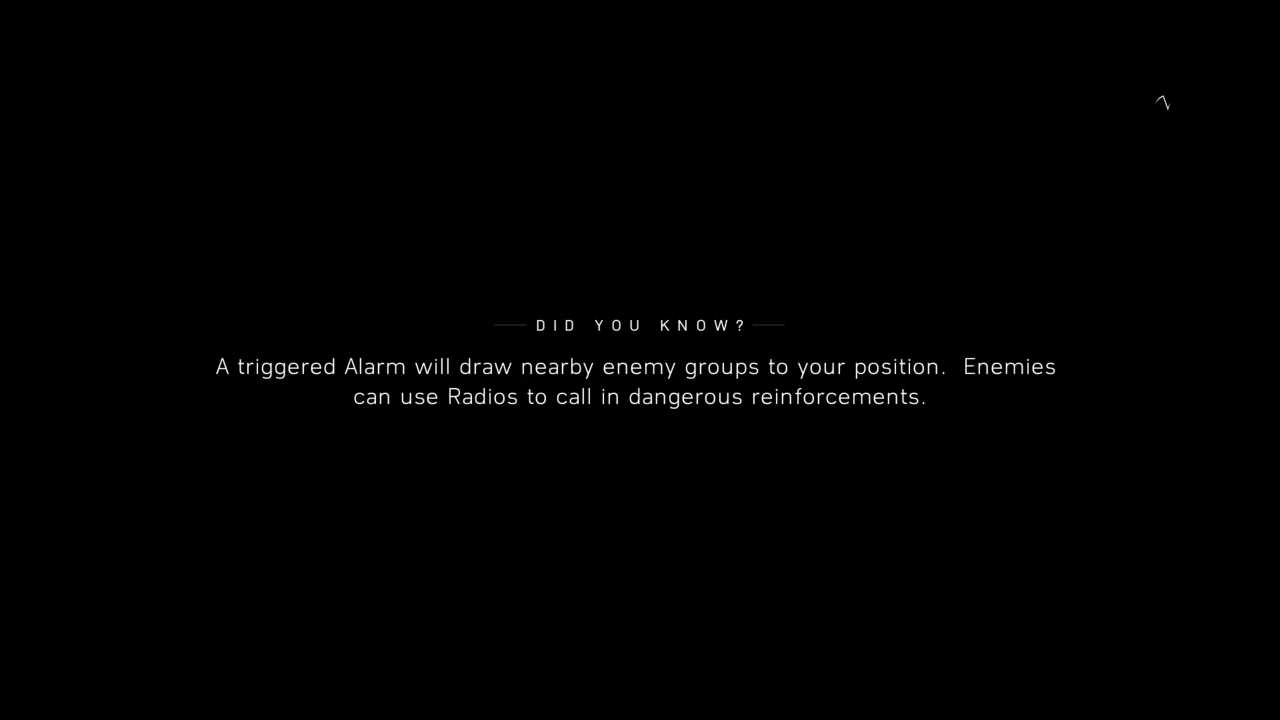 DID YOU KNOW?
A triggered Alarm will draw nearby enemy groups to your position.  Enemies
can use Radios to call in dangerous reinforcements.